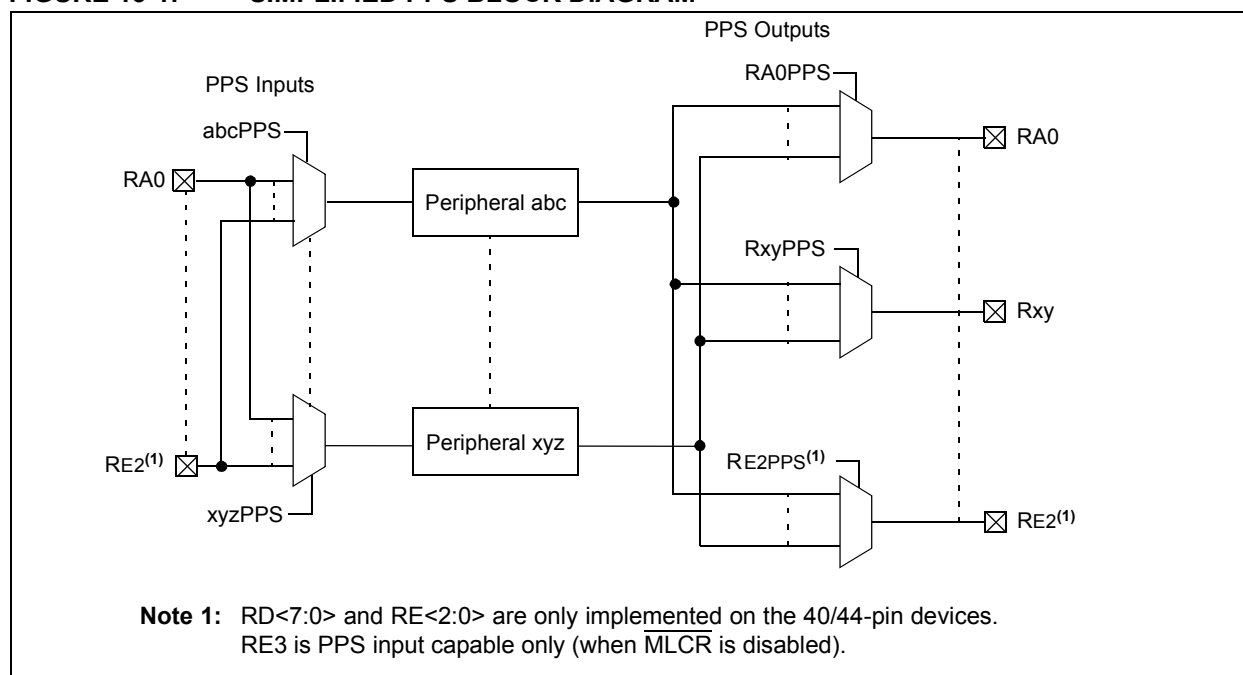 PPS Outputs
RA0PPS
PPS Inputs
abcPPS
RA0
Peripheral abc
RA0
RxyPPS
Rxy
Peripheral xyz
RE2(1)
RE2PPS(1)
xyzPPS
RE2(1)
Note 1: RD<7:0> and RE<2:0> are only implemented on the 40/44-pin devices.
RE3 is PPS input capable only (when MLCR is disabled).